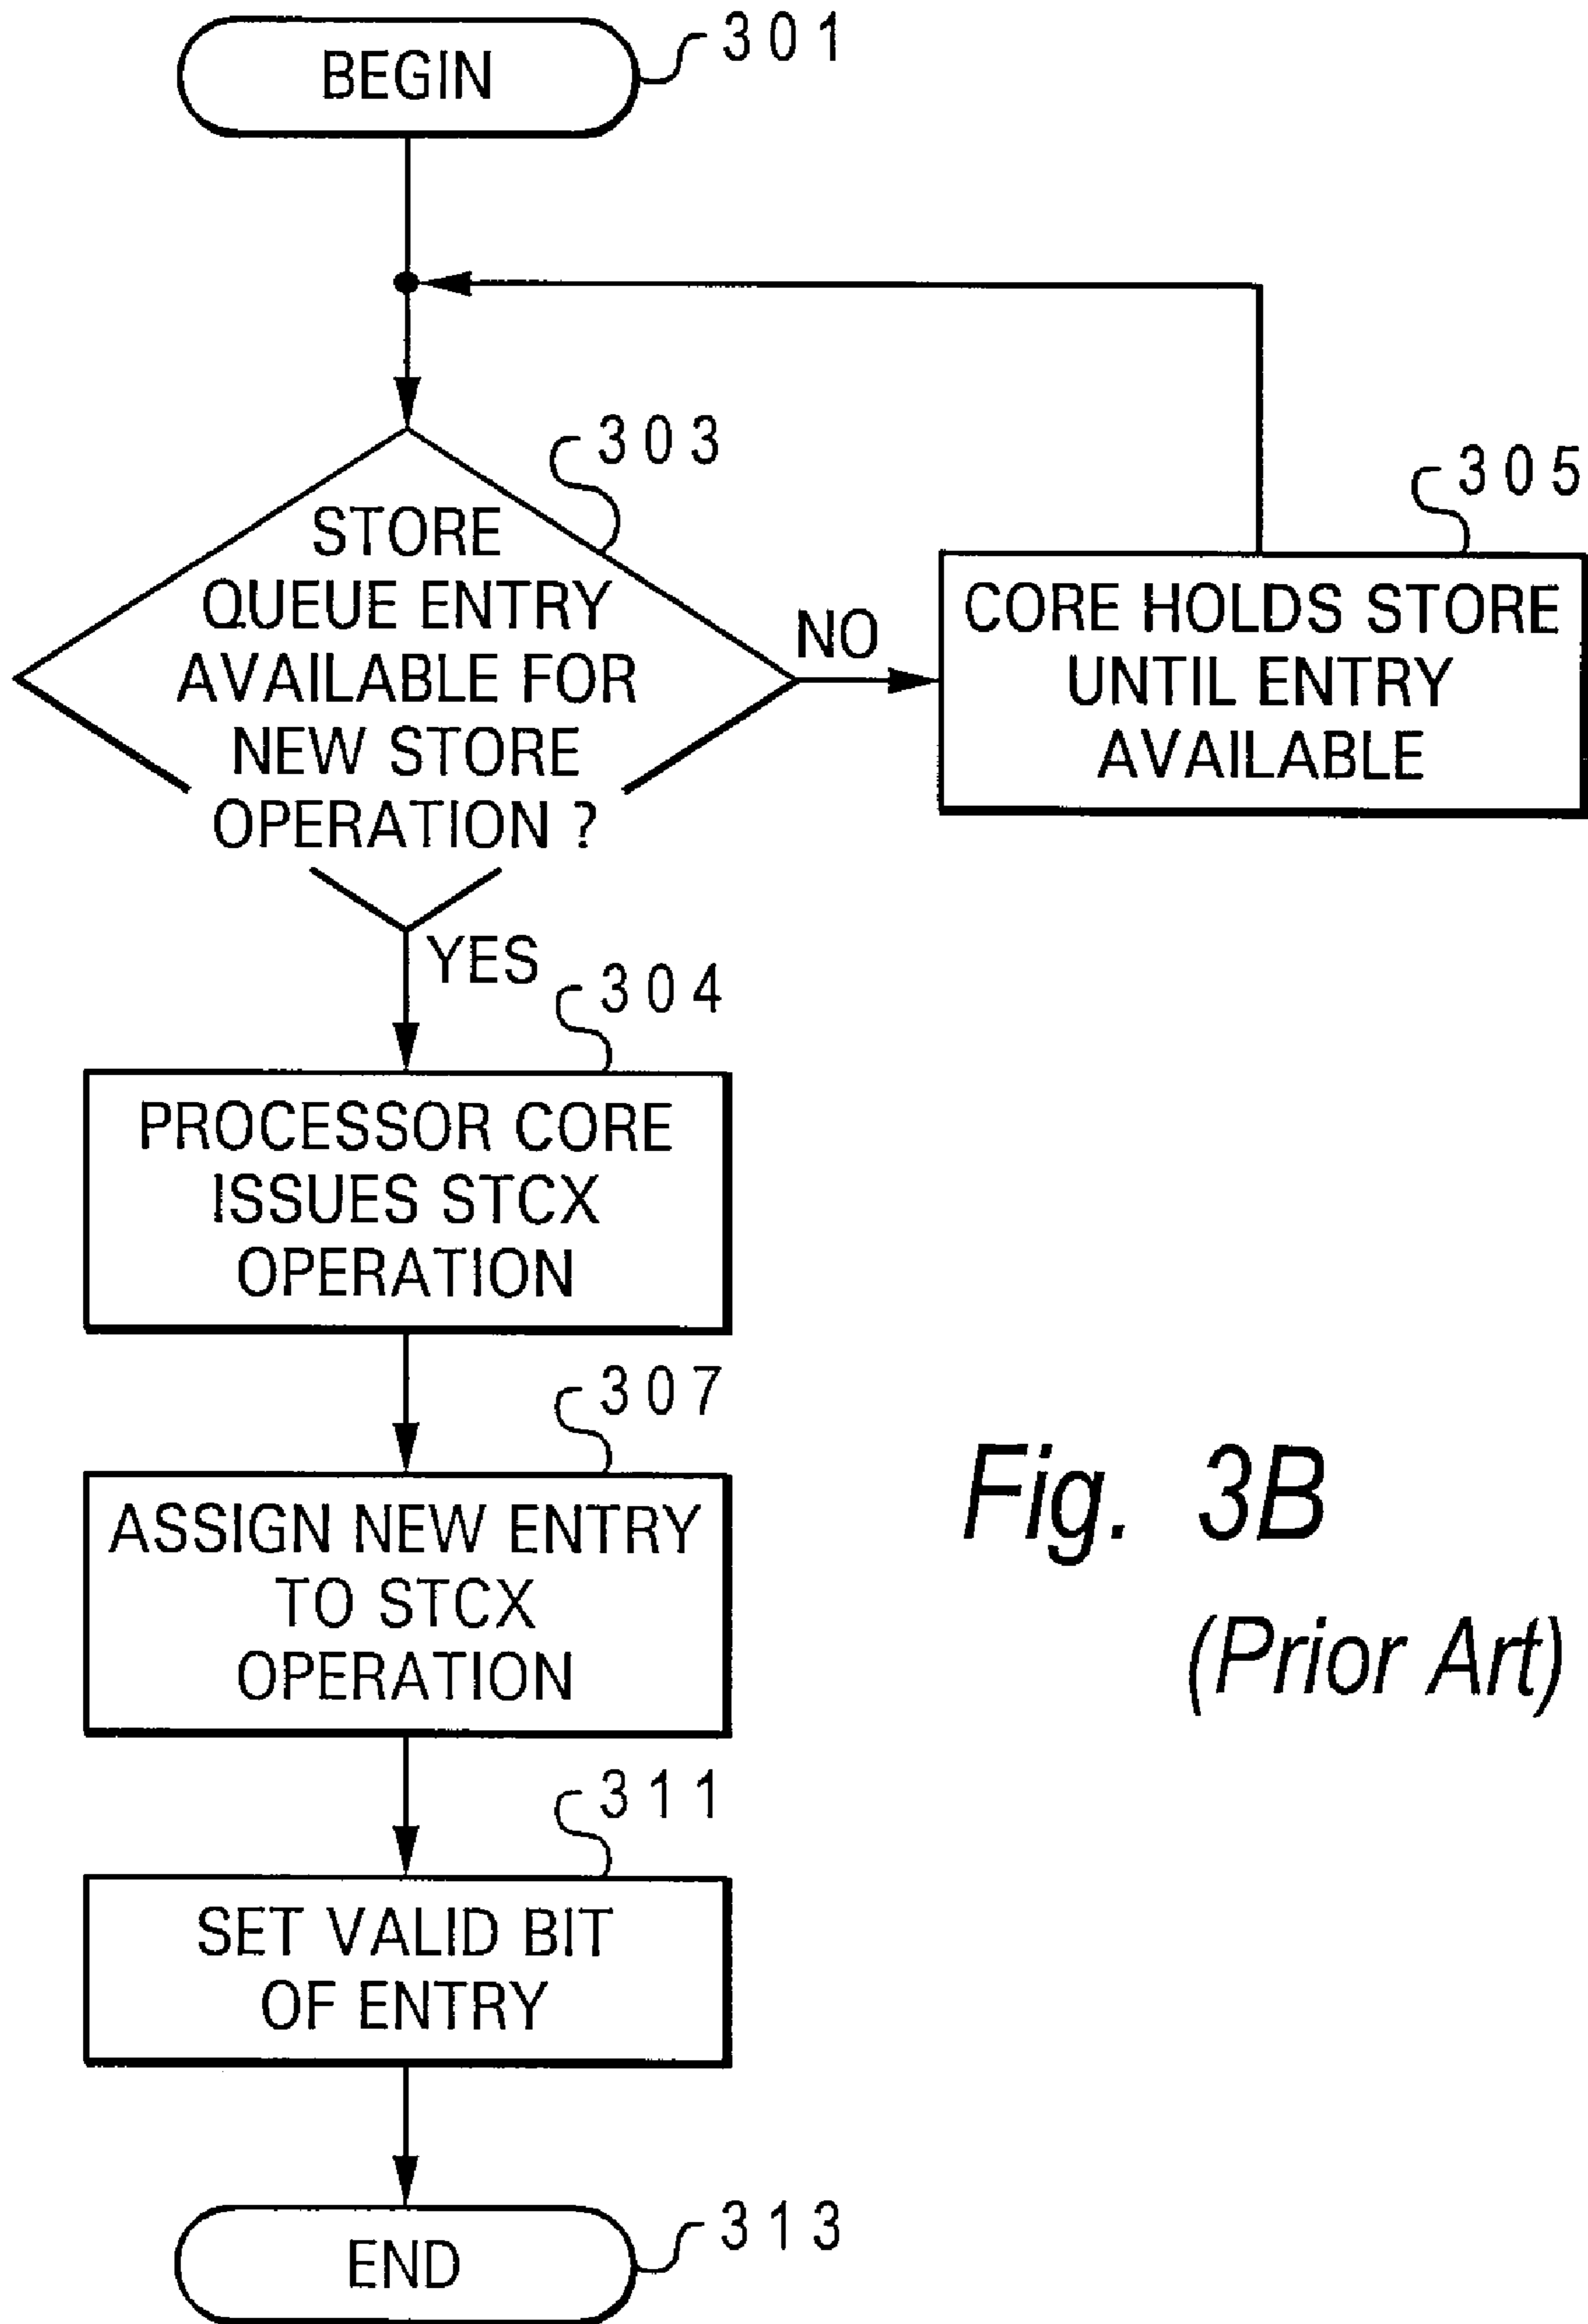 BEGIN
301
303
STORE
QUEUE ENTRY
AVAILABLE FOR
NEW STORE
OPERATION ?
NO
305
CORE HOLDS STORE
UNTIL ENTRY
AVAILABLE
YES
304
PROCESSOR CORE
ISSUES STCX
OPERATION
307
ASSIGN NEW ENTRY
TO STCX
OPERATION
311
SET VALID BIT
OF ENTRY
END
313
Fig. 3B
(Prior Art)